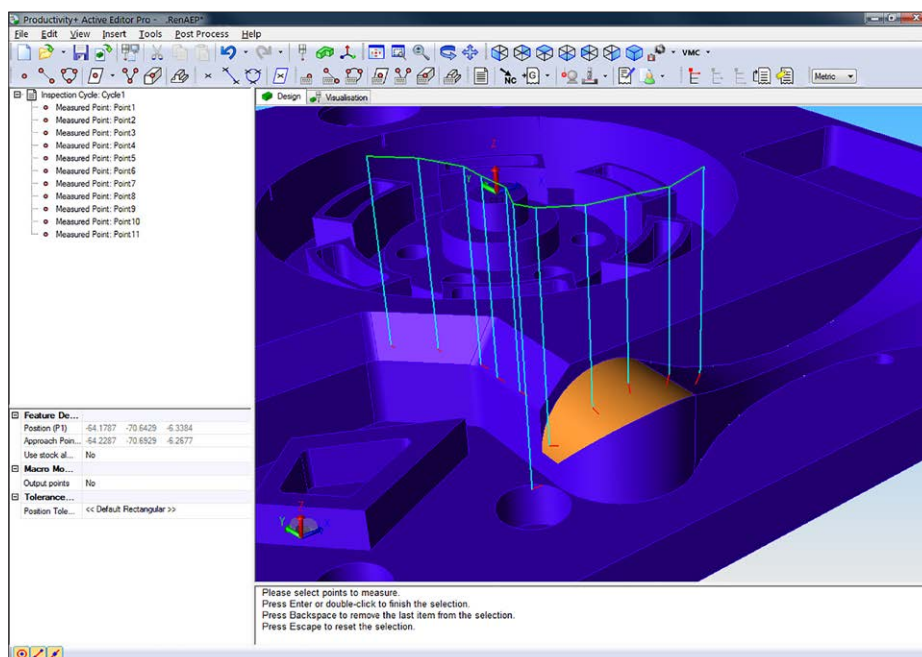 Productivity+ Active Editor Pro - .RenAEP*
File Edit View Insert Tools Post Process Help
VMC
NC +G Metric
Inspection Cycle: Cycle1
Measured Point: Point1
Measured Point: Point2
Measured Point: Point3
Measured Point: Point4
Measured Point: Point5
Measured Point: Point6
Measured Point: Point7
Measured Point: Point8
Measured Point: Point9
Measured Point: Point10
Measured Point: Point11
Design Visualisation
Z
Y X
Feature De...
Position (P1) -64.1787 -70.6429 -6.3384
Approach Poin... -64.2287 -70.6929 -6.2677
Use stock al... No
Macro Mo...
Output points No
Tolerance...
Position Tole... << Default Rectangular >>
Z
Y X
Please select points to measure.
Press Enter or double-click to finish the selection.
Press Backspace to remove the last item from the selection.
Press Escape to reset the selection.